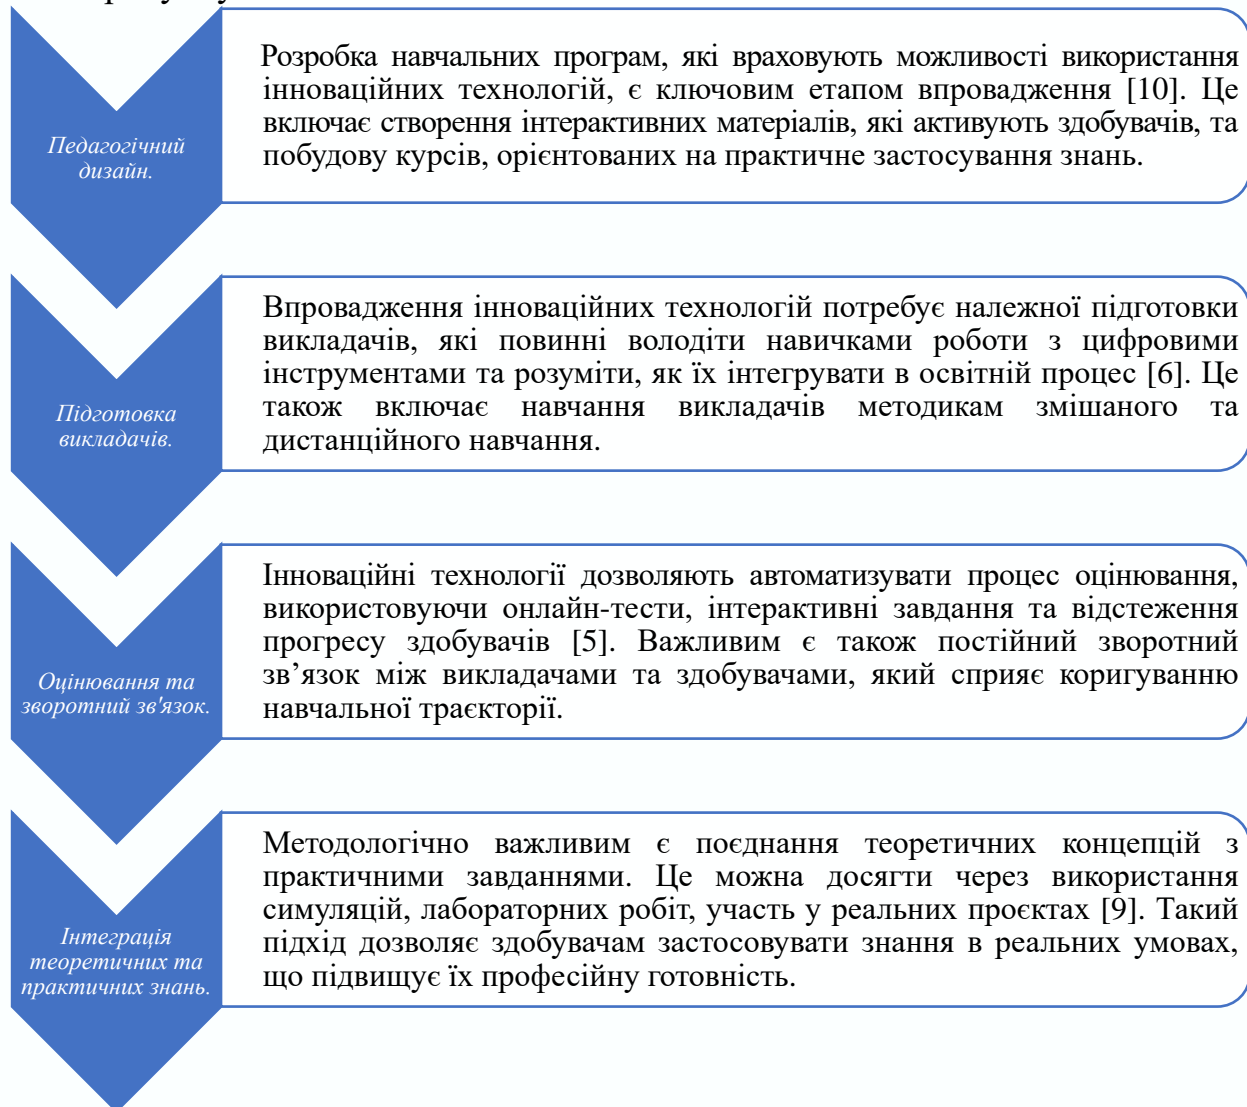 Педагогічний
дизайн.
Розробка навчальних програм, які враховують можливості використання
інноваційних технологій, є ключовим етапом впровадження [10]. Це
включає створення інтерактивних матеріалів, які активують здобувачів, та
побудову курсів, орієнтованих на практичне застосування знань.
Підготовка
викладачів.
Впровадження інноваційних технологій потребує належної підготовки
викладачів, які повинні володіти навичками роботи з цифровими
інструментами та розуміти, як їх інтегрувати в освітній процес [6]. Це
також включає навчання викладачів методикам змішаного та
дистанційного навчання.
Оцінювання та
зворотний зв'язок.
Інноваційні технології дозволяють автоматизувати процес оцінювання,
використовуючи онлайн-тести, інтерактивні завдання та відстеження
прогресу здобувачів [5]. Важливим є також постійний зворотний
зв’язок між викладачами та здобувачами, який сприяє коригуванню
навчальної траєкторії.
Інтеграція
теоретичних та
практичних знань.
Методологічно важливим є поєднання теоретичних концепцій з
практичними завданнями. Це можна досягти через використання
симуляцій, лабораторних робіт, участь у реальних проєктах [9]. Такий
підхід дозволяє здобувачам застосовувати знання в реальних умовах,
що підвищує їх професійну готовність.